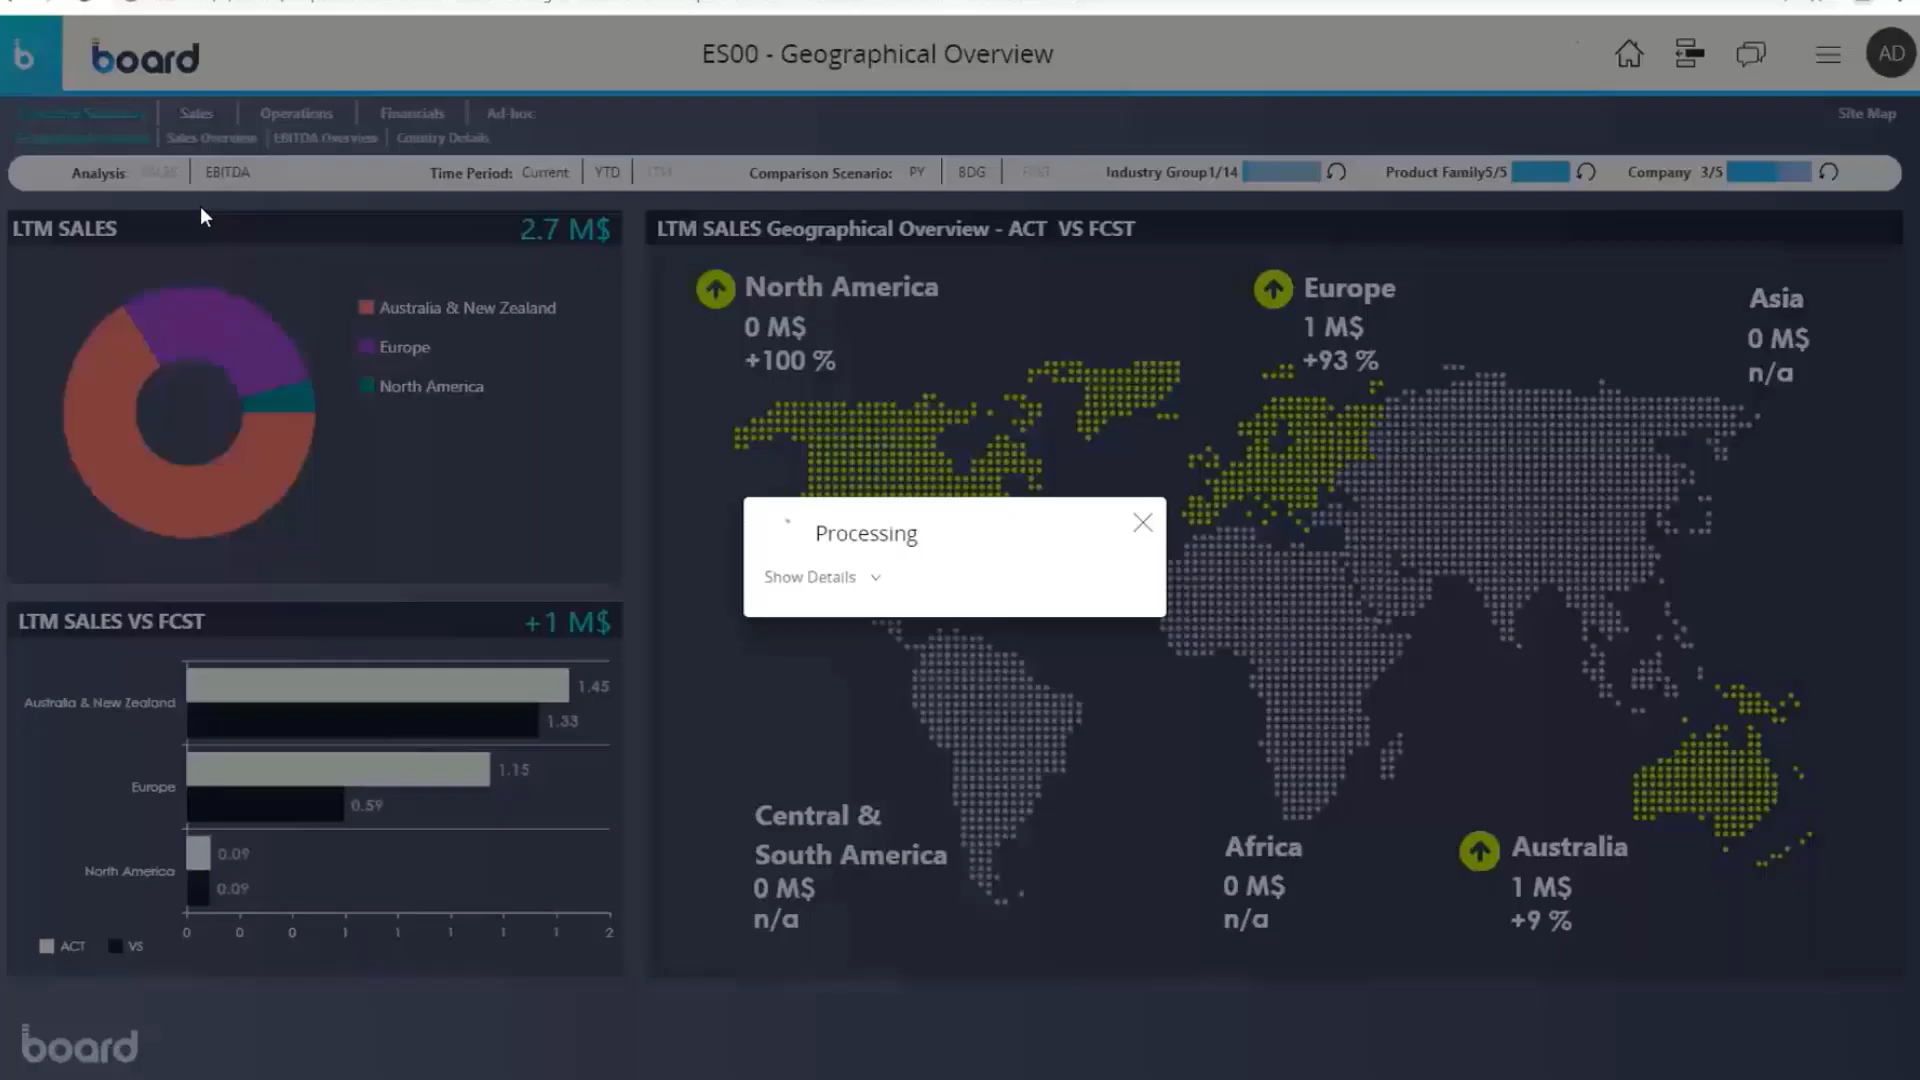 b
board
ES00 - Geographical Overview
AD
Sales
Operations
Financials
Ad-hoc
Site Map
Sales Overview
EBITDA Overview
Country Details
Analysis
SALES
EBITDA
Time Period: Current
YTD
LTM
Comparison Scenario: PY
BDG
FCST
Industry Group1/14
Product Family5/5
Company 3/5
LTM SALES
2.7 M$
Australia & New Zealand
Europe
North America
LTM SALES VS FCST
+1 M$
Australia & New Zealand
1.45
1.33
Europe
1.15
0.59
North America
0.09
0.09
0 0 0 1 1 1 1 1 2
ACT VS
LTM SALES Geographical Overview - ACT VS FCST
North America
0 M$
+100 %
Europe
1 M$
+93 %
Asia
0 M$
n/a
Processing
Show Details
Central &
South America
0 M$
n/a
Africa
0 M$
n/a
Australia
1 M$
+9 %
board